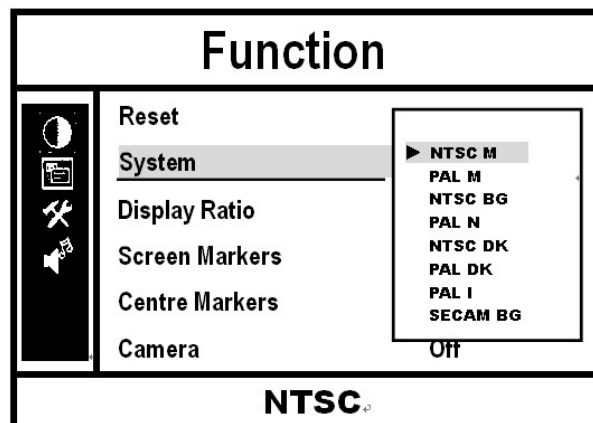 Function
Reset
System
Display Ratio
Screen Markers
Centre Markers
Camera
NTSC M
PAL M
NTSC BG
PAL N
NTSC DK
PAL DK
PAL I
SECAM BG
Off
NTSC